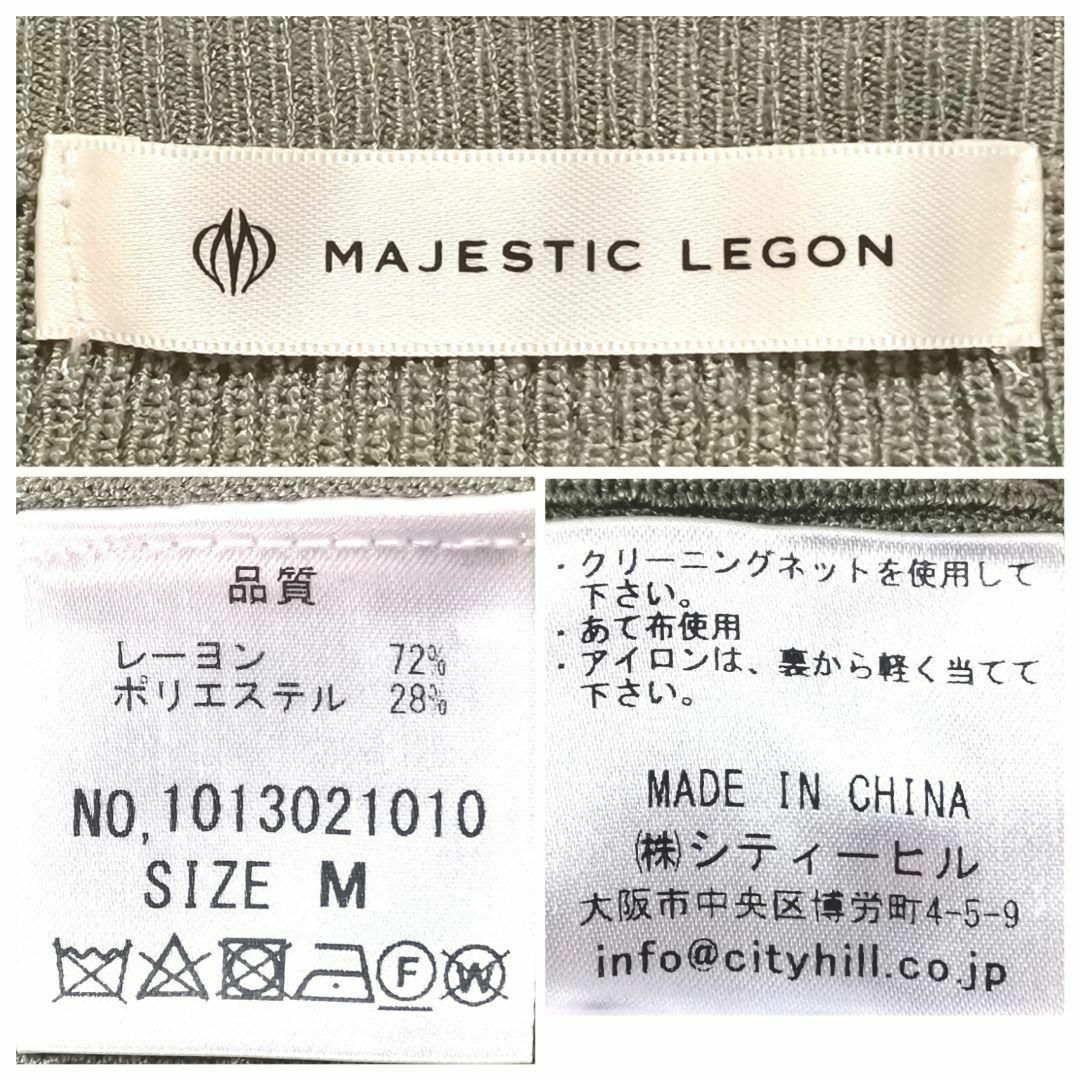 MAJESTIC LEGON
品質
レーヨン 72%
ポリエステル 28%
NO,1013021010
SIZE M
F W
・クリーニングネットを使用して
下さい。
・あて布使用
・アイロンは、裏から軽く当てて
下さい。
MADE IN CHINA
㈱シティーヒル
大阪市中央区博労町4-5-9
info@cityhill.co.jp